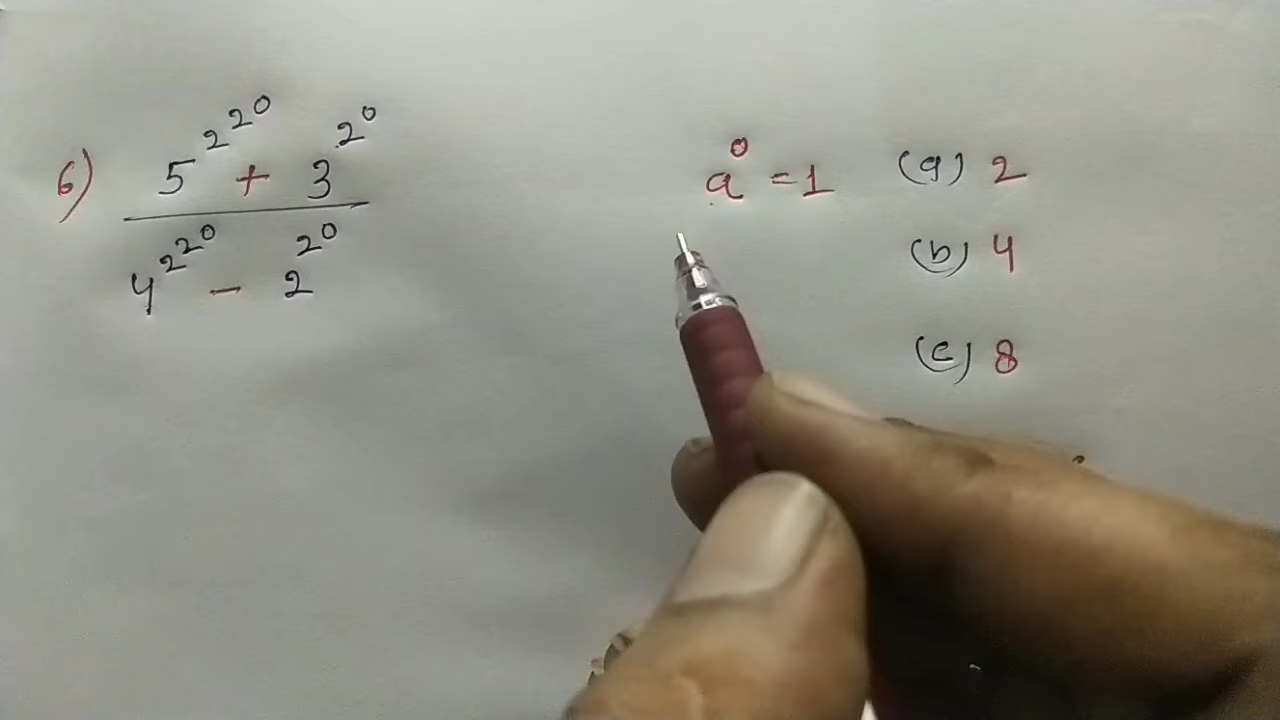 6) \frac{5^{2^{2^0}} + 3^{2^0}}{4^{2^{2^0}} - 2^{2^0}}
a^0 = 1
(a) 2
(b) 4
(c) 8